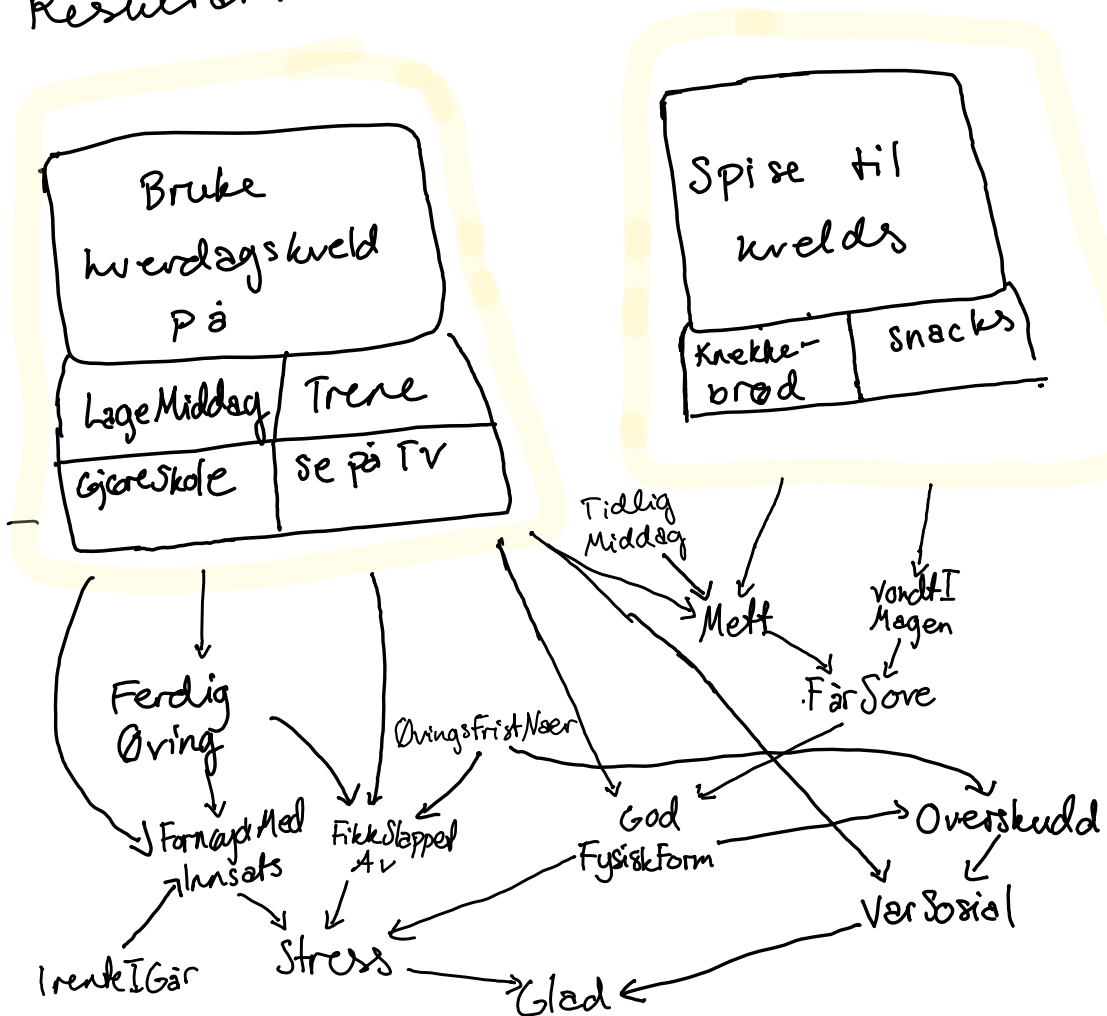 Resultat
Bruke
hverdagskveld
på
LageMiddag
Trene
GjøreSkole
se på TV
Spise til
kvelds
Knekke-
brød
snacks
Tidlig
Middag
Mett
VondtI
Magen
FårSove
Ferdig
Øving
ØvingsFristNær
FornøydMed
Innsats
FikkSlappet
Av
God
FysiskForm
Overskudd
VarSosial
TrenteIGår
Stress
Glad